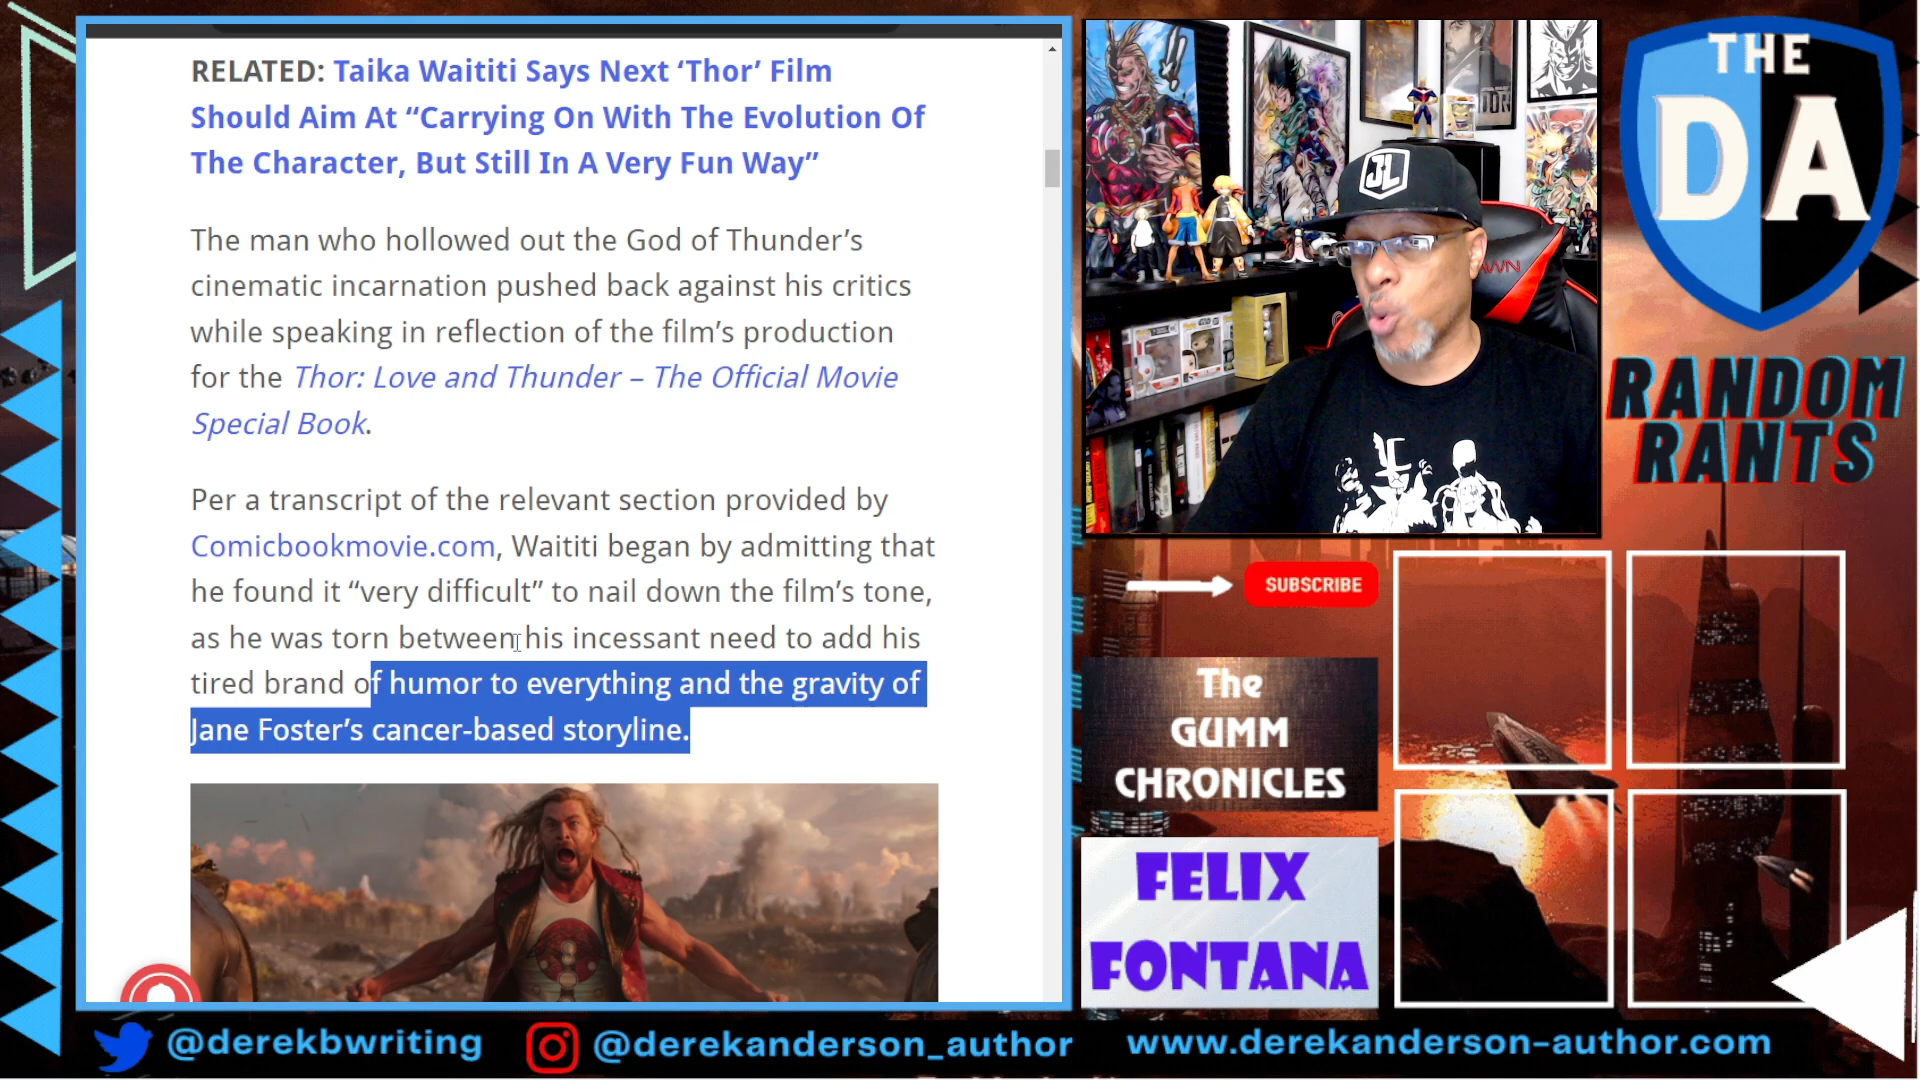 RELATED: Taika Waititi Says Next ‘Thor’ Film
Should Aim At “Carrying On With The Evolution Of
The Character, But Still In A Very Fun Way”
The man who hollowed out the God of Thunder’s
cinematic incarnation pushed back against his critics
while speaking in reflection of the film’s production
for the Thor: Love and Thunder – The Official Movie
Special Book.
Per a transcript of the relevant section provided by
Comicbookmovie.com, Waititi began by admitting that
he found it “very difficult” to nail down the film’s tone,
as he was torn between his incessant need to add his
tired brand of humor to everything and the gravity of
Jane Foster’s cancer-based storyline.
JL
THE
DA
RANDOM
RANTS
SUBSCRIBE
The
GUMM
CHRONICLES
FELIX
FONTANA
@derekbwriting
@derekanderson_author
www.derekanderson-author.com